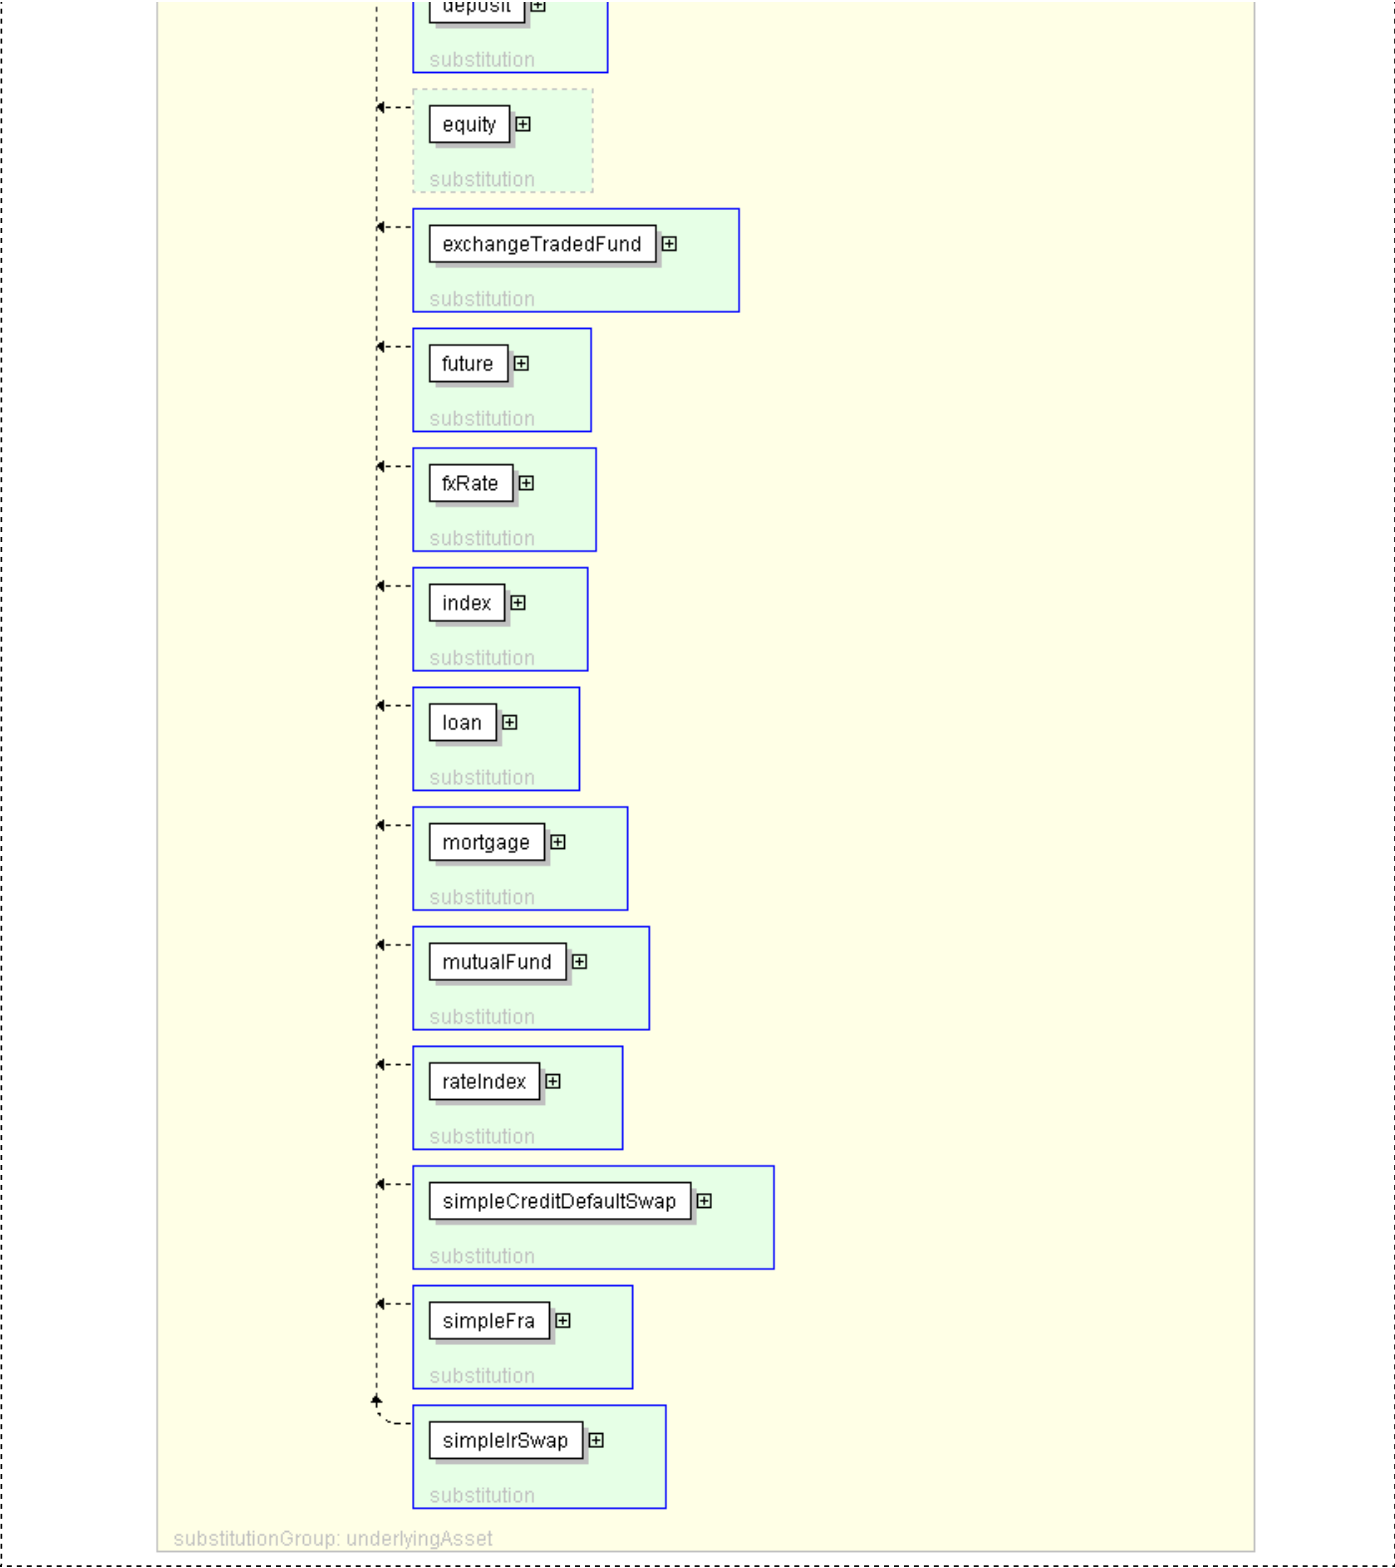 deposit
substitution
equity
substitution
exchangeTradedFund
substitution
future
substitution
fxRate
substitution
index
substitution
loan
substitution
mortgage
substitution
mutualFund
substitution
rateIndex
substitution
simpleCreditDefaultSwap
substitution
simpleFra
substitution
simpleIrSwap
substitution
substitutionGroup: underlyingAsset